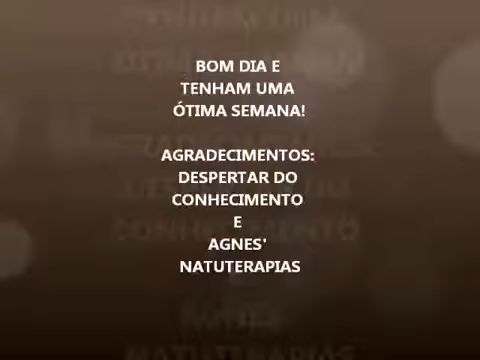 BOM DIA E
TENHAM UMA
ÓTIMA SEMANA!
AGRADECIMENTOS:
DESPERTAR DO
CONHECIMENTO
E
AGNES'
NATUTERAPIAS